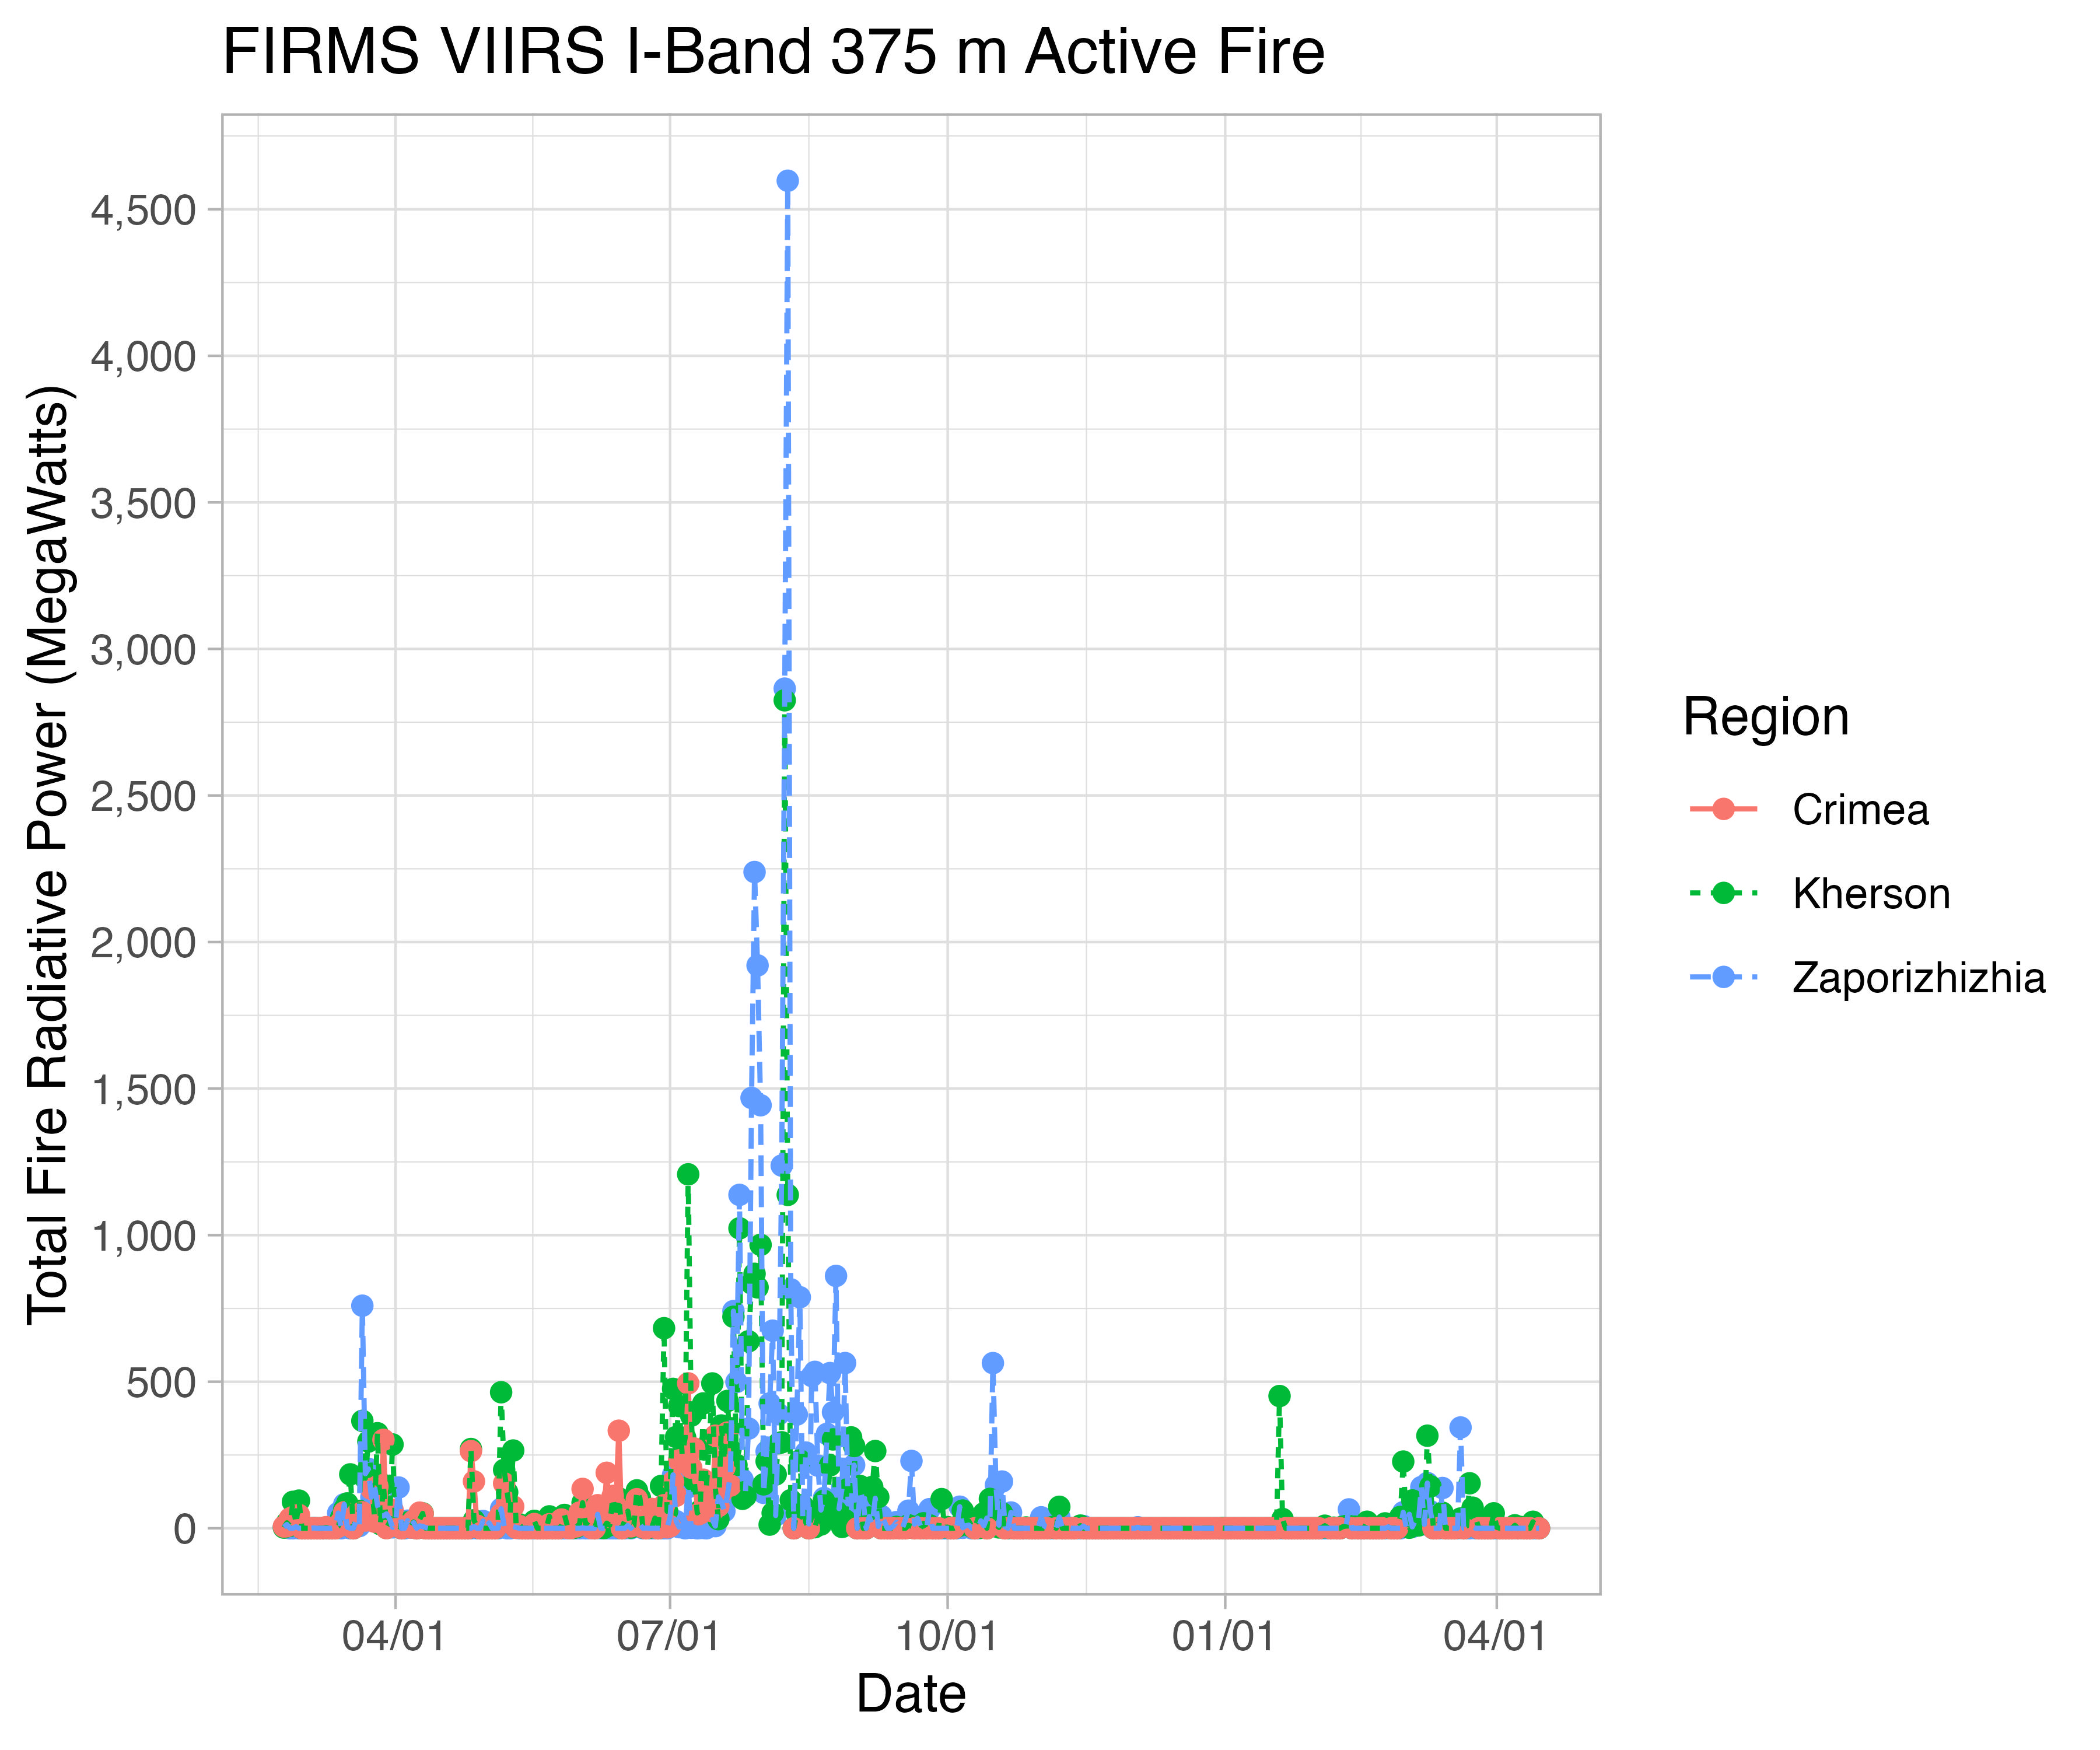 FIRMS VIIRS I-Band 375 m Active Fire
Total Fire Radiative Power (MegaWatts)
4,500
4,000
3,500
3,000
2,500
2,000
1,500
1,000
500
0
04/01 07/01 10/01 01/01 04/01
Date
Region
Crimea
Kherson
Zaporizhizhia